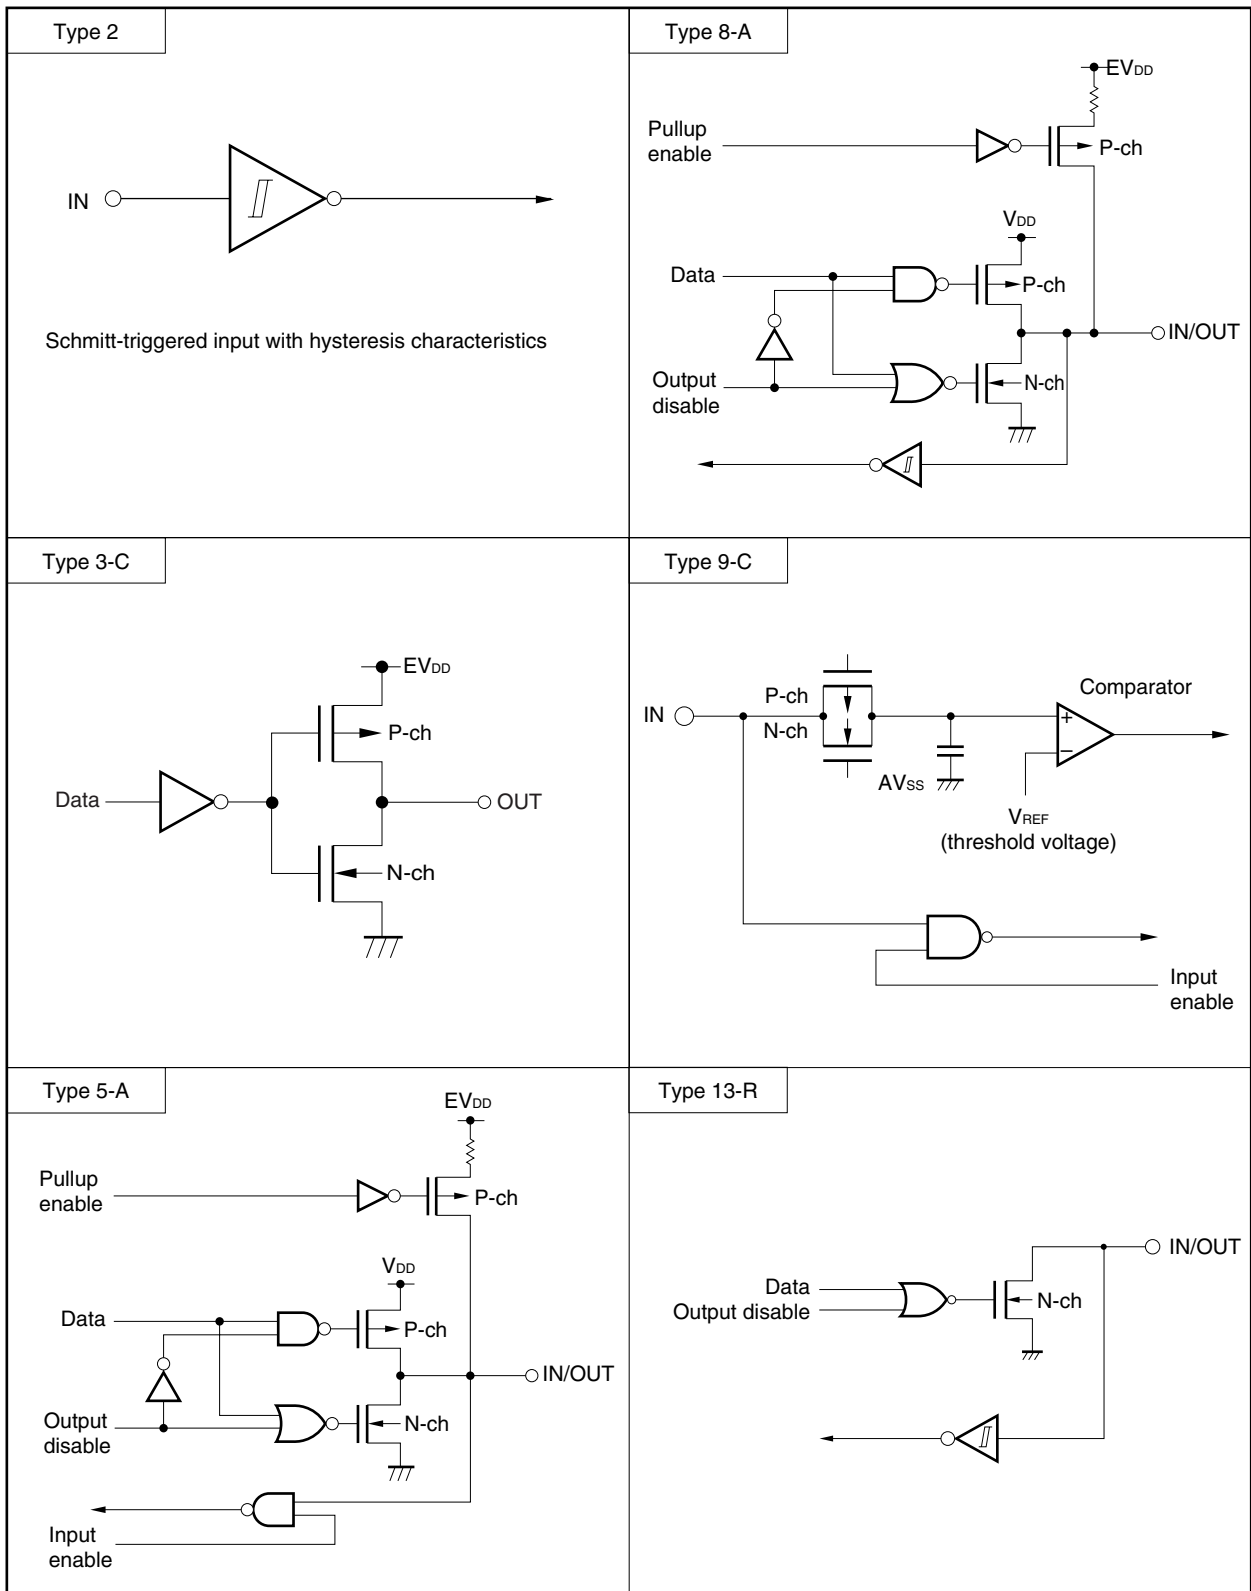 Type 2
IN
Schmitt-triggered input with hysteresis characteristics
Type 8-A
EVDD
Pullup
enable
P-ch
VDD
Data
P-ch
IN/OUT
Output
disable
N-ch
Type 3-C
EVDD
P-ch
Data
OUT
N-ch
Type 9-C
P-ch
Comparator
IN
N-ch
+
−
AVSS
VREF
(threshold voltage)
Input
enable
Type 5-A
EVDD
Pullup
enable
P-ch
VDD
Data
P-ch
IN/OUT
Output
disable
N-ch
Input
enable
Type 13-R
IN/OUT
Data
Output disable
N-ch